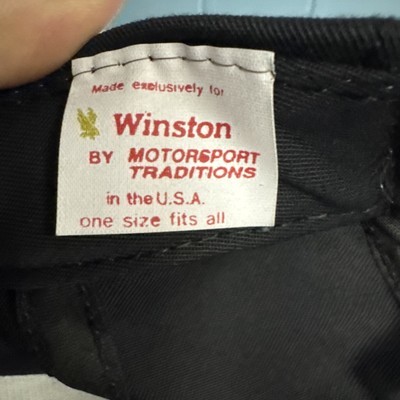 Made exclusively for
Winston
BY MOTORSPORT
TRADITIONS
in the U.S.A.
one size fits all